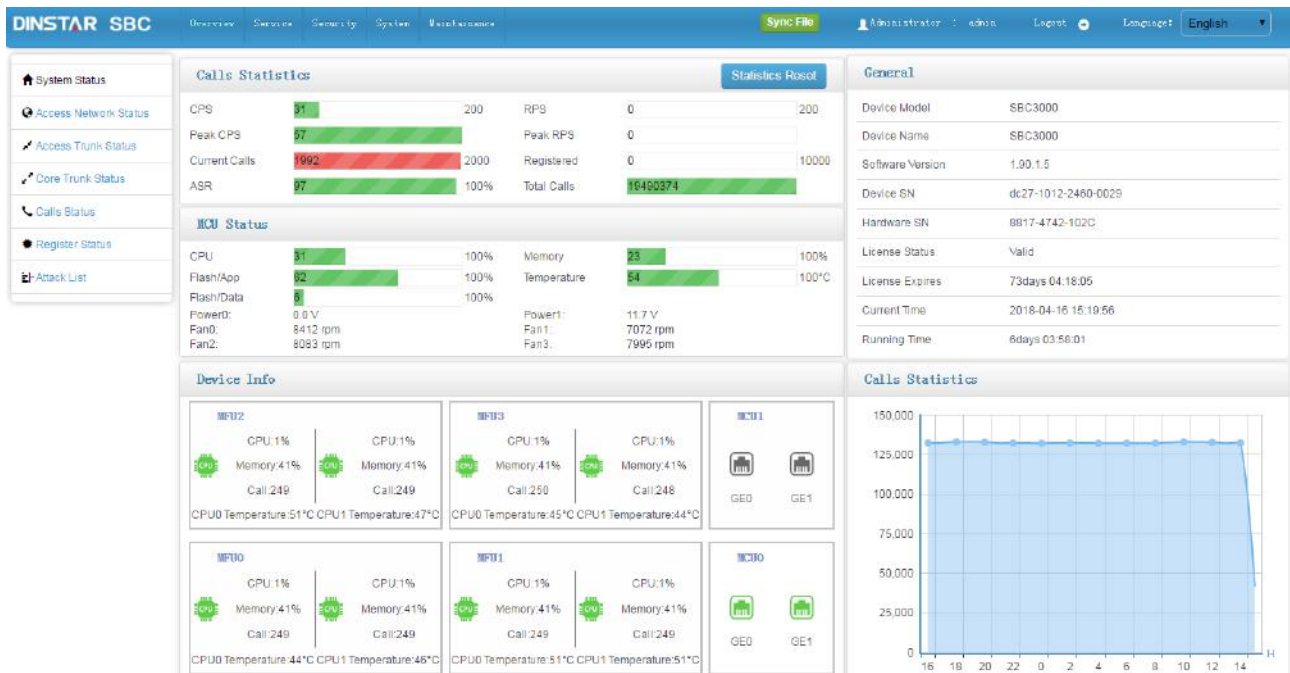 DINSTAR SBC
Overview Service Security System Maintainance
Sync File
Administrator : admin Logout Language: English
System Status
Access Network Status
Access Trunk Status
Core Trunk Status
Calls Status
Register Status
Attack List
Calls Statistics
Statistics Reset
CPS 31 200 RPS 0 200
Peak CPS 57 Peak RPS 0
Current Calls 1992 2000 Registered 0 10000
ASR 97 100% Total Calls 19490374
MCU Status
CPU 31 100% Memory 23 100%
Flash/App 62 100% Temperature 54 100°C
Flash/Data 6 100%
Power0: 0.0 V Power1: 11.7 V
Fan0: 8412 rpm Fan1: 7072 rpm
Fan2: 8083 rpm Fan3: 7995 rpm
General
Device Model SBC3000
Device Name SBC3000
Software Version 1.90.1.5
Device SN dc27-1012-2460-0029
Hardware SN 8817-4742-102C
License Status Valid
License Expires 73days 04:18:05
Current Time 2018-04-16 15:19:56
Running Time 6days 03:58:01
Device Info
MFU2
CPU:1% CPU:1%
CPU Memory:41% CPU Memory:41%
Call:249 Call:249
CPU0 Temperature:51°C CPU1 Temperature:47°C
MFU3
CPU:1% CPU:1%
CPU Memory:41% CPU Memory:41%
Call:250 Call:248
CPU0 Temperature:45°C CPU1 Temperature:44°C
MCU1
GE0 GE1
MFU0
CPU:1% CPU:1%
CPU Memory:41% CPU Memory:41%
Call:249 Call:249
CPU0 Temperature:44°C CPU1 Temperature:46°C
MFU1
CPU:1% CPU:1%
CPU Memory:41% CPU Memory:41%
Call:249 Call:249
CPU0 Temperature:51°C CPU1 Temperature:51°C
MCU0
GE0 GE1
Calls Statistics
150,000
125,000
100,000
75,000
50,000
25,000
0
16 18 20 22 0 2 4 6 8 10 12 14 H